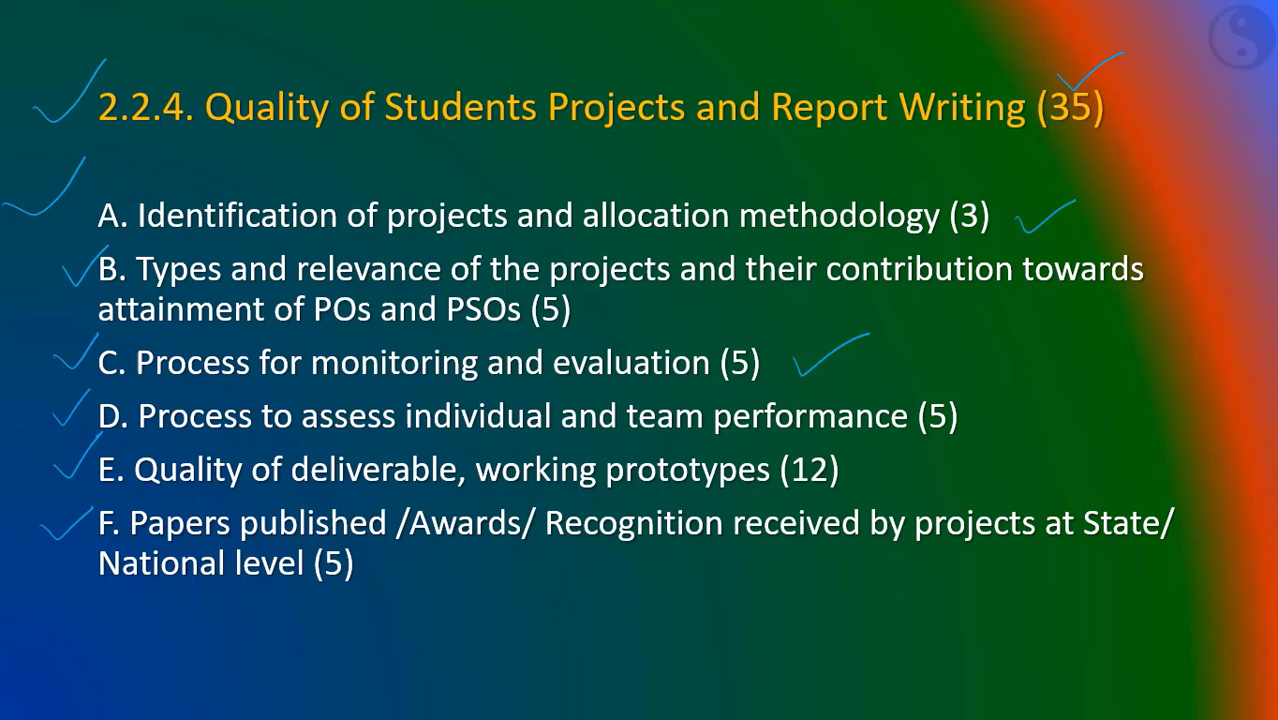 2.2.4. Quality of Students Projects and Report Writing (35)
A. Identification of projects and allocation methodology (3)
B. Types and relevance of the projects and their contribution towards
attainment of POs and PSOs (5)
C. Process for monitoring and evaluation (5)
D. Process to assess individual and team performance (5)
E. Quality of deliverable, working prototypes (12)
F. Papers published /Awards/ Recognition received by projects at State/
National level (5)